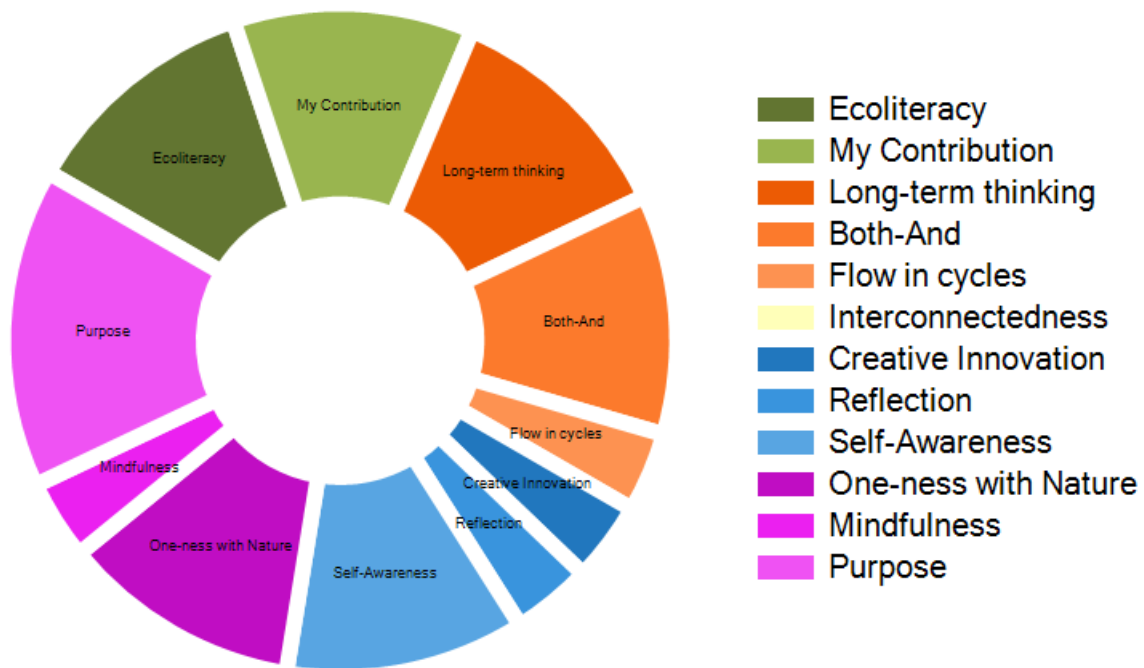 My Contribution
Ecoliteracy
Long-term thinking
Both-And
Purpose
Flow in cycles
Mindfulness
Creative Innovation
Reflection
One-ness with Nature
Self-Awareness
Ecoliteracy
My Contribution
Long-term thinking
Both-And
Flow in cycles
Interconnectedness
Creative Innovation
Reflection
Self-Awareness
One-ness with Nature
Mindfulness
Purpose